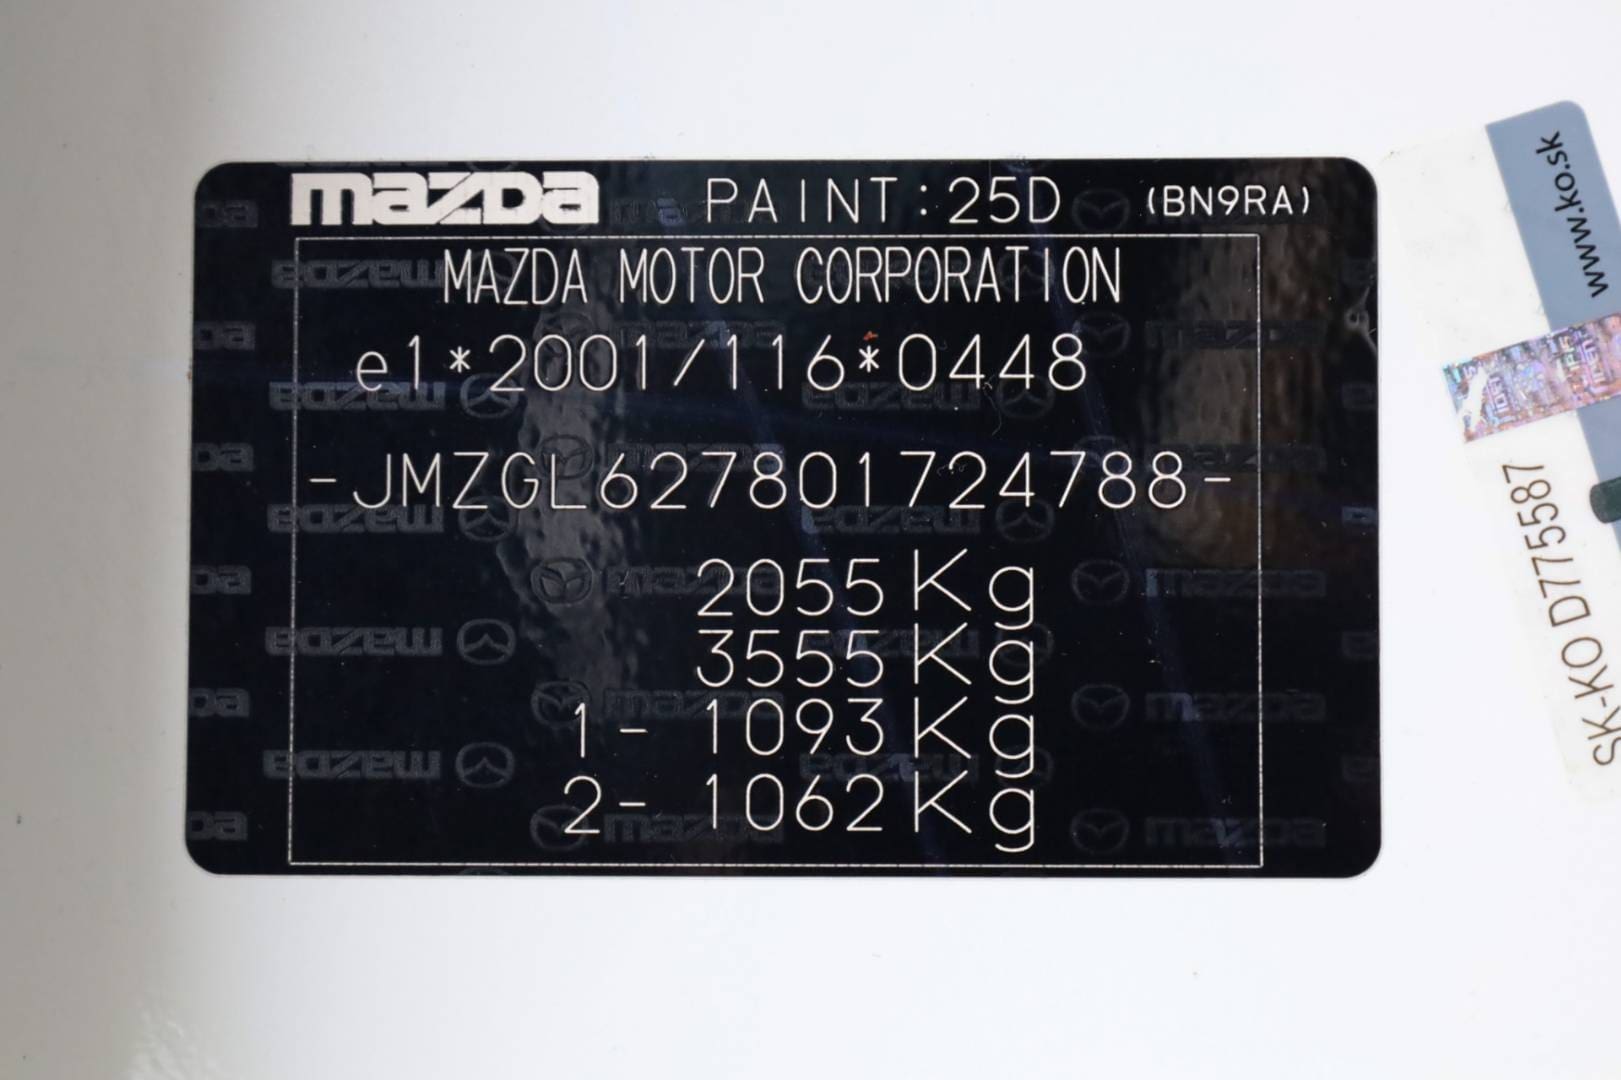 mazda PAINT:25D (BN9RA)
MAZDA MOTOR CORPORATION
e1*2001/116*0448
-JMZGL627801724788-
2055Kg
3555Kg
1- 1093Kg
2- 1062Kg
www.ko.sk
SK-KO D775587